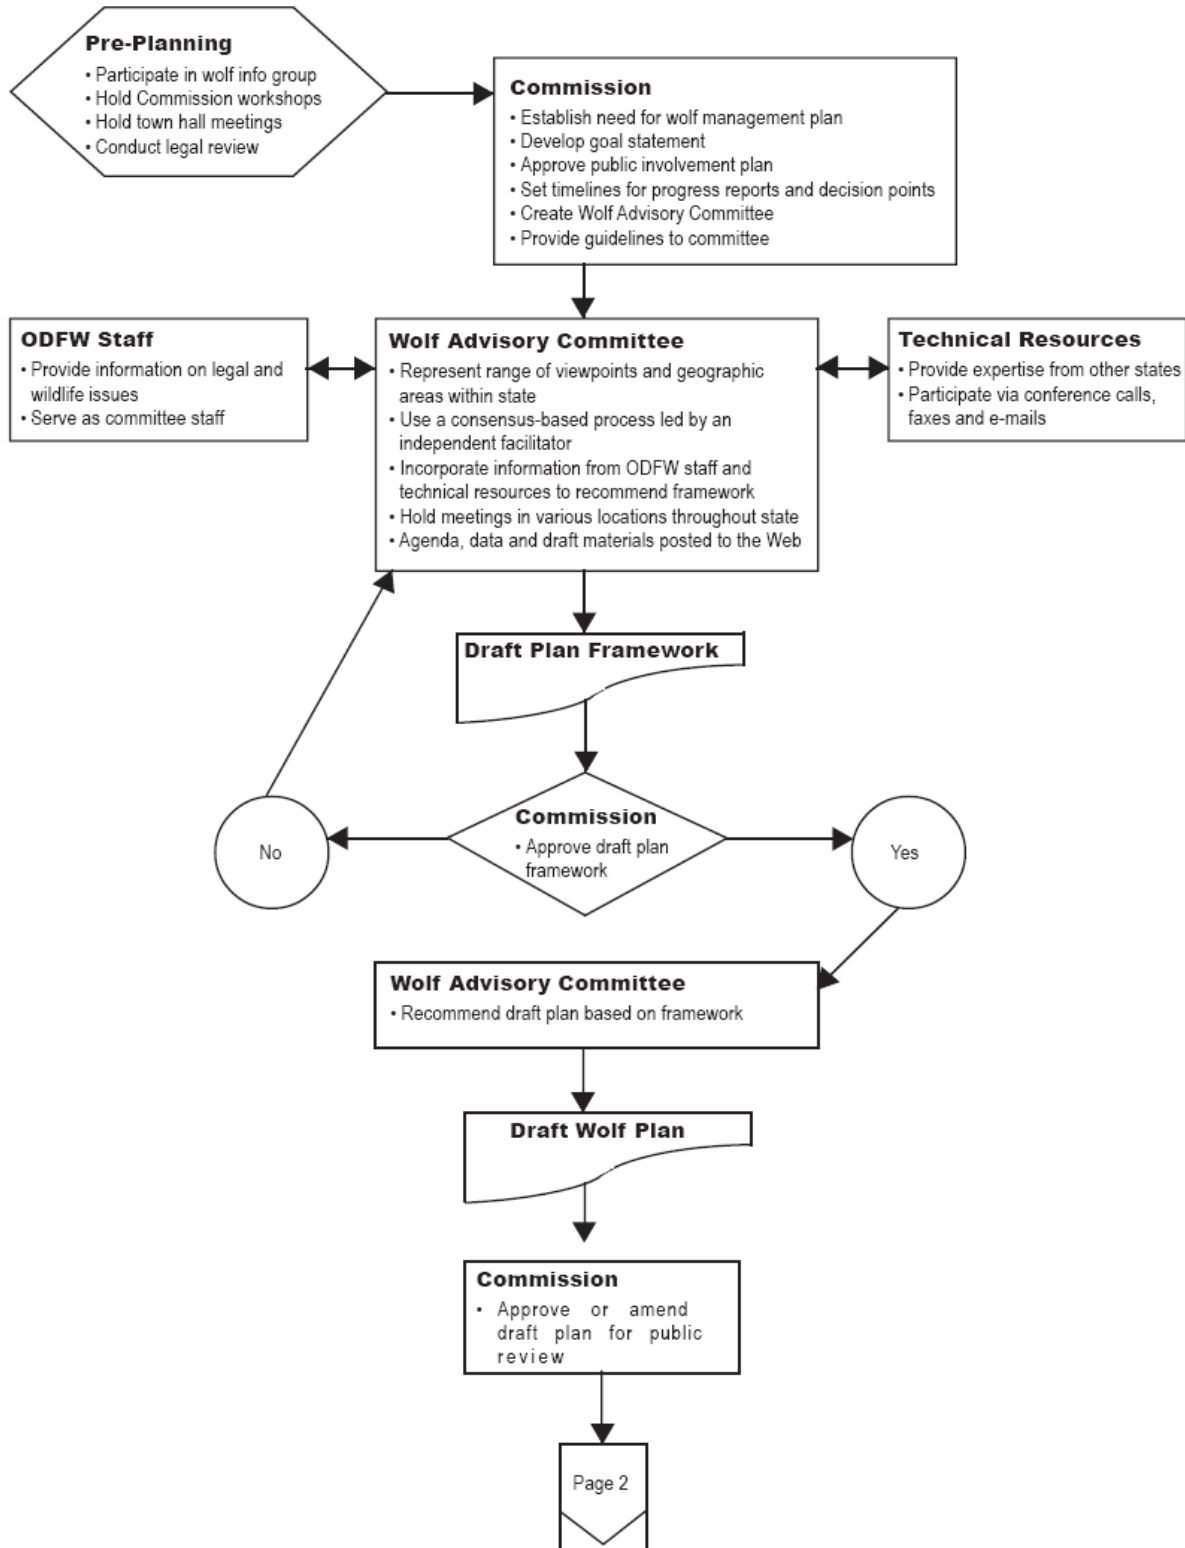 Pre-Planning
• Participate in wolf info group
• Hold Commission workshops
• Hold town hall meetings
• Conduct legal review
Commission
• Establish need for wolf management plan
• Develop goal statement
• Approve public involvement plan
• Set timelines for progress reports and decision points
• Create Wolf Advisory Committee
• Provide guidelines to committee
ODFW Staff
• Provide information on legal and
wildlife issues
• Serve as committee staff
Wolf Advisory Committee
• Represent range of viewpoints and geographic
areas within state
• Use a consensus-based process led by an
independent facilitator
• Incorporate information from ODFW staff and
technical resources to recommend framework
• Hold meetings in various locations throughout state
• Agenda, data and draft materials posted to the Web
Technical Resources
• Provide expertise from other states
• Participate via conference calls,
faxes and e-mails
Draft Plan Framework
Commission
• Approve draft plan
framework
No
Yes
Wolf Advisory Committee
• Recommend draft plan based on framework
Draft Wolf Plan
Commission
• Approve or amend
draft plan for public
review
Page 2